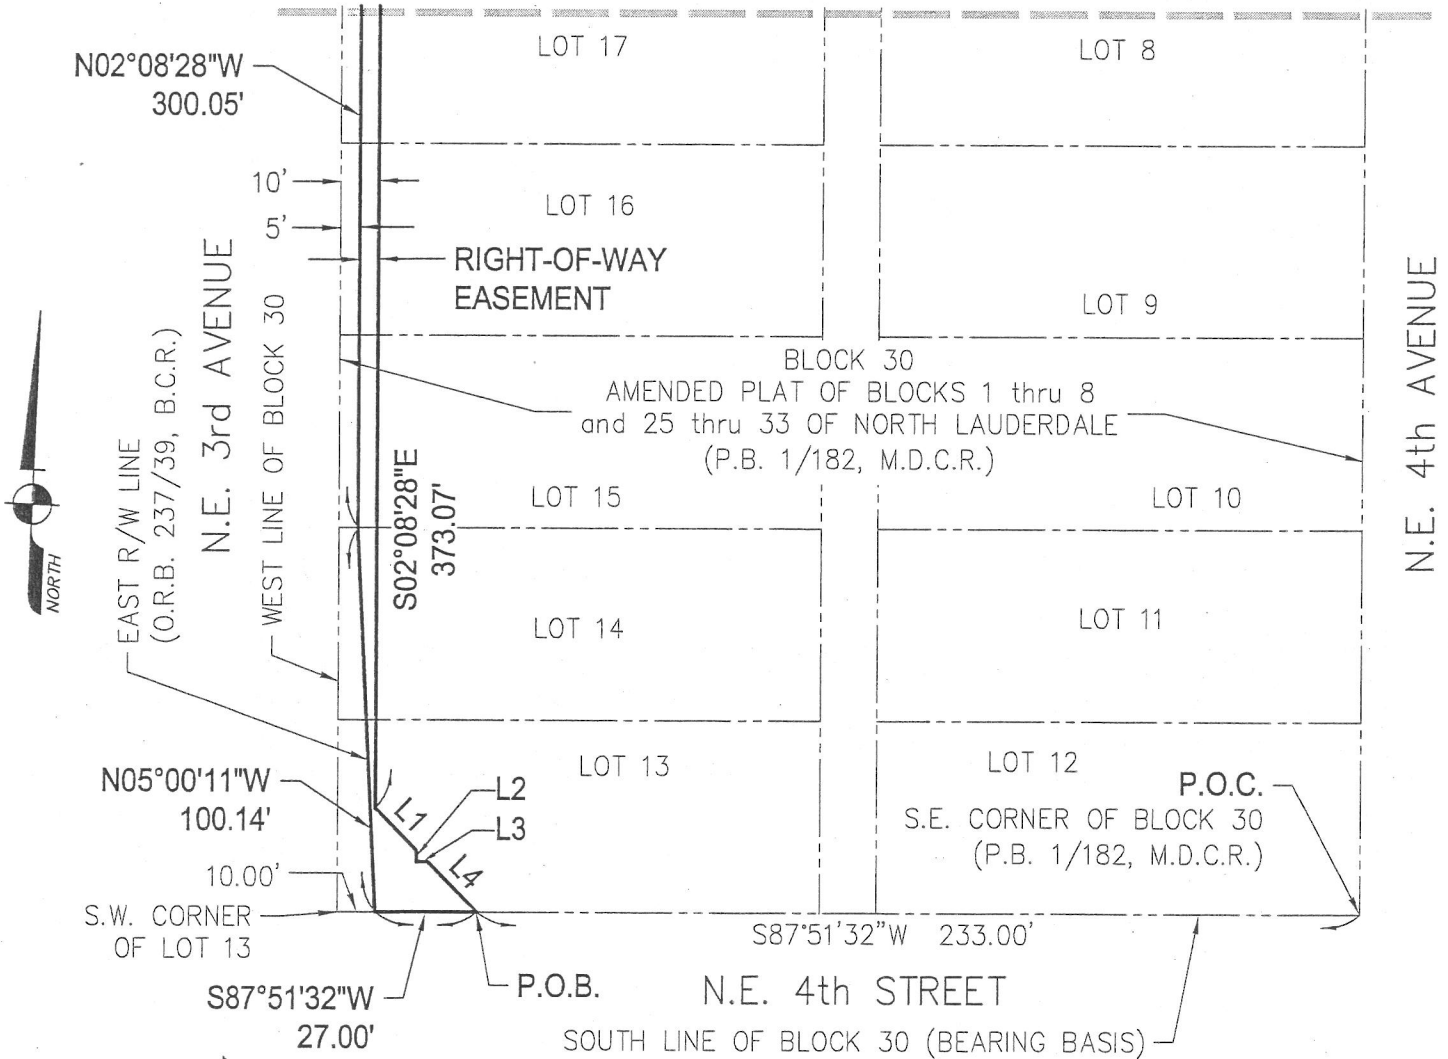 LOT 17
LOT 8
N02°08'28"W
300.05'
10'
5'
LOT 16
RIGHT-OF-WAY
EASEMENT
LOT 9
N.E. 3rd AVENUE
WEST LINE OF BLOCK 30
EAST R/W LINE
(O.R.B. 237/39, B.C.R.)
N.E. 4th AVENUE
BLOCK 30
AMENDED PLAT OF BLOCKS 1 thru 8
and 25 thru 33 OF NORTH LAUDERDALE
(P.B. 1/182, M.D.C.R.)
NORTH
S02°08'28"E
373.07'
LOT 15
LOT 10
LOT 14
LOT 11
LOT 13
LOT 12
N05°00'11"W
100.14'
L1
L2
L3
L4
P.O.C.
S.E. CORNER OF BLOCK 30
(P.B. 1/182, M.D.C.R.)
10.00'
S.W. CORNER
OF LOT 13
S87°51'32"W 233.00'
S87°51'32"W
27.00'
P.O.B.
N.E. 4th STREET
SOUTH LINE OF BLOCK 30 (BEARING BASIS)